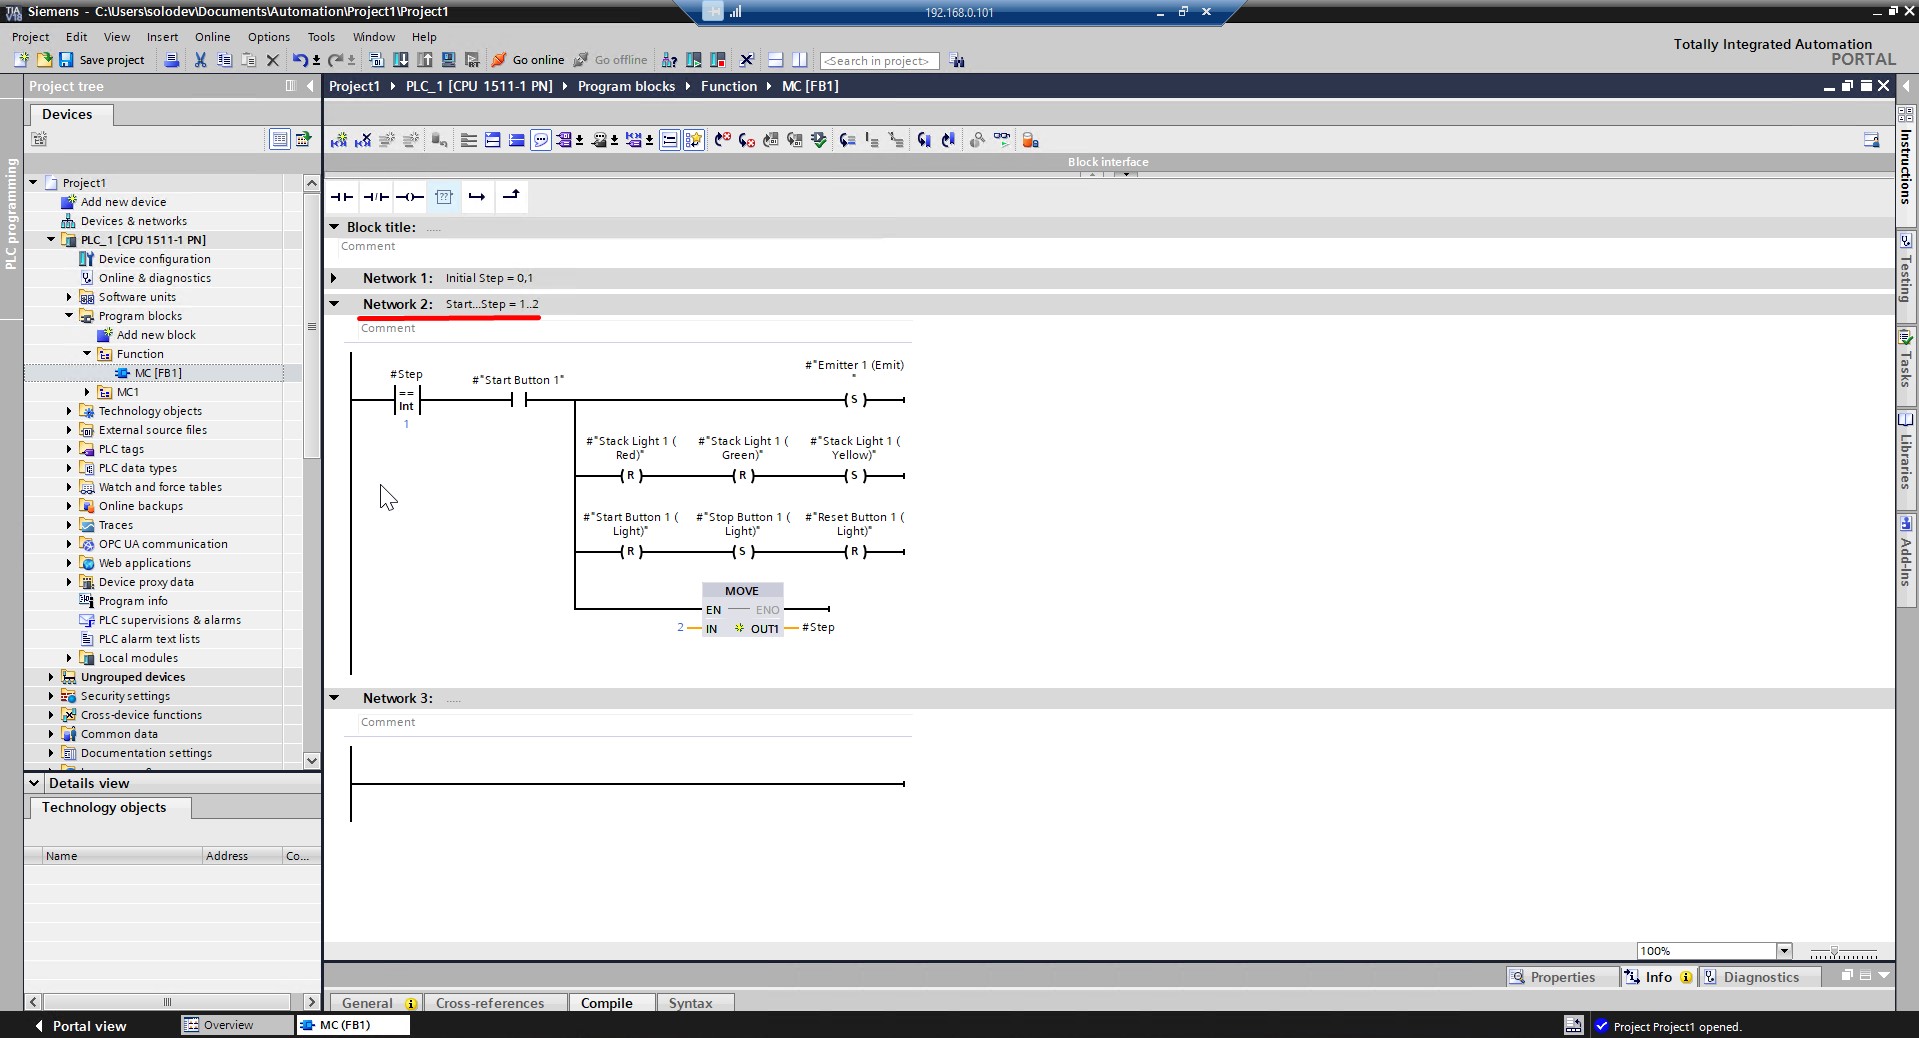 Siemens - C:\Users\solodev\Documents\Automation\Project1\Project1
192.168.0.101
Project Edit View Insert Online Options Tools Window Help
Totally Integrated Automation
PORTAL
Save project
Go online
Go offline
<Search in project>
Project tree
Project1 › PLC_1 [CPU 1511-1 PN] › Program blocks › Function › MC [FB1]
Devices
Block interface
PLC programming
Project1
Add new device
Devices & networks
PLC_1 [CPU 1511-1 PN]
Device configuration
Online & diagnostics
Software units
Program blocks
Add new block
Function
MC [FB1]
MC1
Technology objects
External source files
PLC tags
PLC data types
Watch and force tables
Online backups
Traces
OPC UA communication
Web applications
Device proxy data
Program info
PLC supervisions & alarms
PLC alarm text lists
Local modules
Ungrouped devices
Security settings
Cross-device functions
Common data
Documentation settings
Details view
Technology objects
Name Address Co...
??
Block title: .....
Comment
Network 1: Initial Step = 0,1
Network 2: Start...Step = 1..2
Comment
#Step
==
Int
1
#"Start Button 1"
#"Emitter 1 (Emit)
"
S
#"Stack Light 1 (
Red)"
R
#"Stack Light 1 (
Green)"
R
#"Stack Light 1 (
Yellow)"
S
#"Start Button 1 (
Light)"
R
#"Stop Button 1 (
Light)"
S
#"Reset Button 1 (
Light)"
R
MOVE
EN ENO
2 IN OUT1 #Step
Network 3: .....
Comment
100%
Properties
Info
Diagnostics
General
Cross-references
Compile
Syntax
Instructions
Testing
Tasks
Libraries
Add-Ins
Portal view
Overview
MC (FB1)
Project Project1 opened.